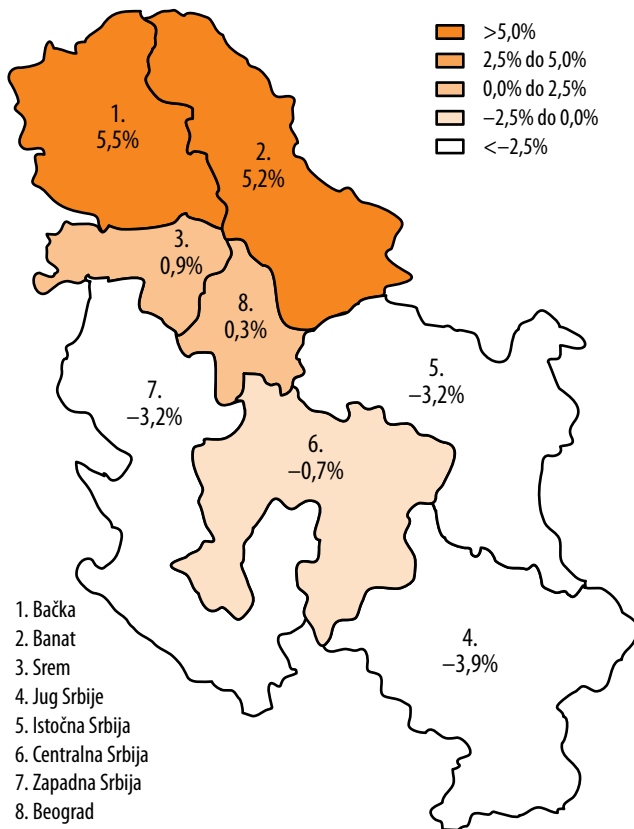 >5,0%
2,5% do 5,0%
0,0% do 2,5%
−2,5% do 0,0%
<−2,5%
1.
5,5%
2.
5,2%
3.
0,9%
8.
0,3%
7.
−3,2%
5.
−3,2%
6.
−0,7%
4.
−3,9%
1. Bačka
2. Banat
3. Srem
4. Jug Srbije
5. Istočna Srbija
6. Centralna Srbija
7. Zapadna Srbija
8. Beograd